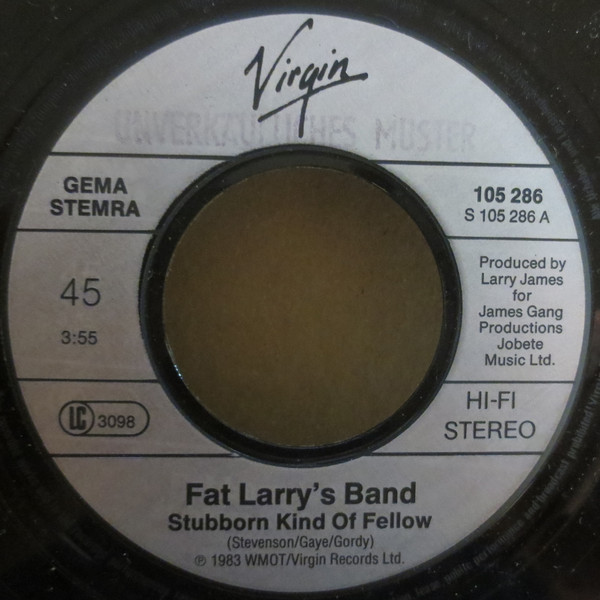 Virgin
UNVERKÄUFLICHES MUSTER
GEMA
STEMRA
105 286
S 105 286 A
45
3:55
Produced by
Larry James
for
James Gang
Productions
Jobete
Music Ltd.
LC 3098
HI-FI
STEREO
Fat Larry's Band
Stubborn Kind Of Fellow
(Stevenson/Gaye/Gordy)
℗ 1983 WMOT/Virgin Records Ltd.